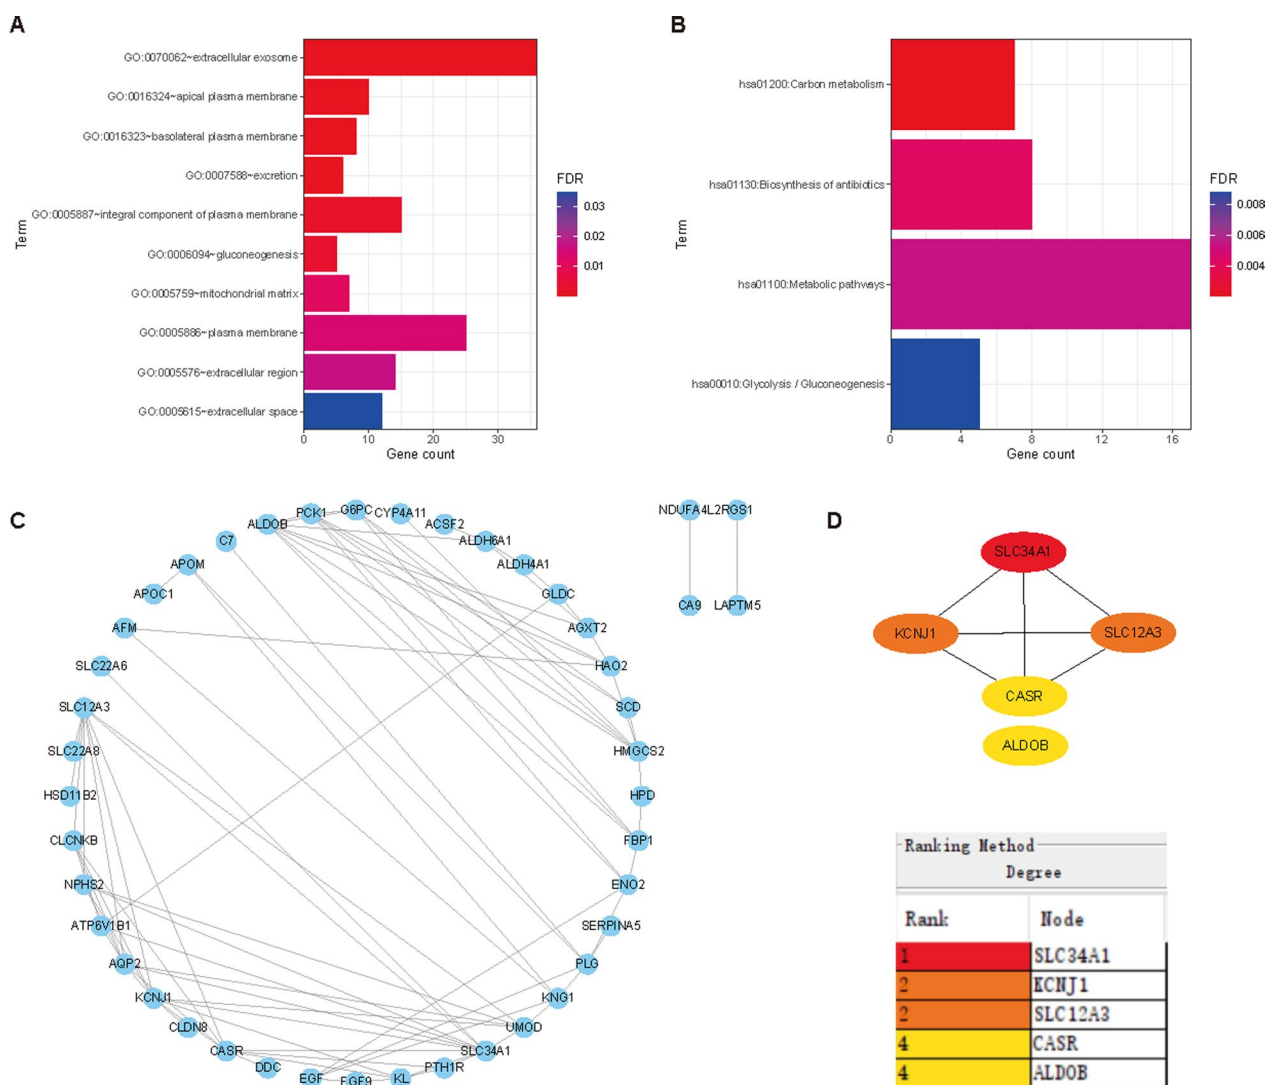 A
GO:0070062~extracellular exosome
GO:0016324~apical plasma membrane
GO:0016323~basolateral plasma membrane
GO:0007588~excretion
GO:0005887~integral component of plasma membrane
GO:0006094~gluconeogenesis
GO:0005759~mitochondrial matrix
GO:0005886~plasma membrane
GO:0005576~extracellular region
GO:0005615~extracellular space
Term
0 10 20 30
Gene count
FDR
0.03
0.02
0.01
B
hsa01200:Carbon metabolism
hsa01130:Biosynthesis of antibiotics
hsa01100:Metabolic pathways
hsa00010:Glycolysis / Gluconeogenesis
Term
0 4 8 12 16
Gene count
FDR
0.008
0.006
0.004
C
PCK1
G6PC
CYP4A11
ALDOB
ACSF2
C7
ALDH6A1
APOM
ALDH4A1
APOC1
GLDC
AFM
AGXT2
SLC22A6
HAO2
SLC12A3
SCD
SLC22A8
HMGCS2
HSD11B2
HPD
CLCNKB
FBP1
NPHS2
ENO2
ATP6V1B1
SERPINA5
AQP2
PLG
KCNJ1
KNG1
CLDN8
UMOD
CASR
SLC34A1
DDC
PTH1R
EGF
FGF9
KL
NDUFA4L2
RGS1
CA9
LAPTM5
D
SLC34A1
KCNJ1
SLC12A3
CASR
ALDOB
Ranking Method
Degree
Rank Node
1 SLC34A1
2 KCNJ1
2 SLC12A3
4 CASR
4 ALDOB